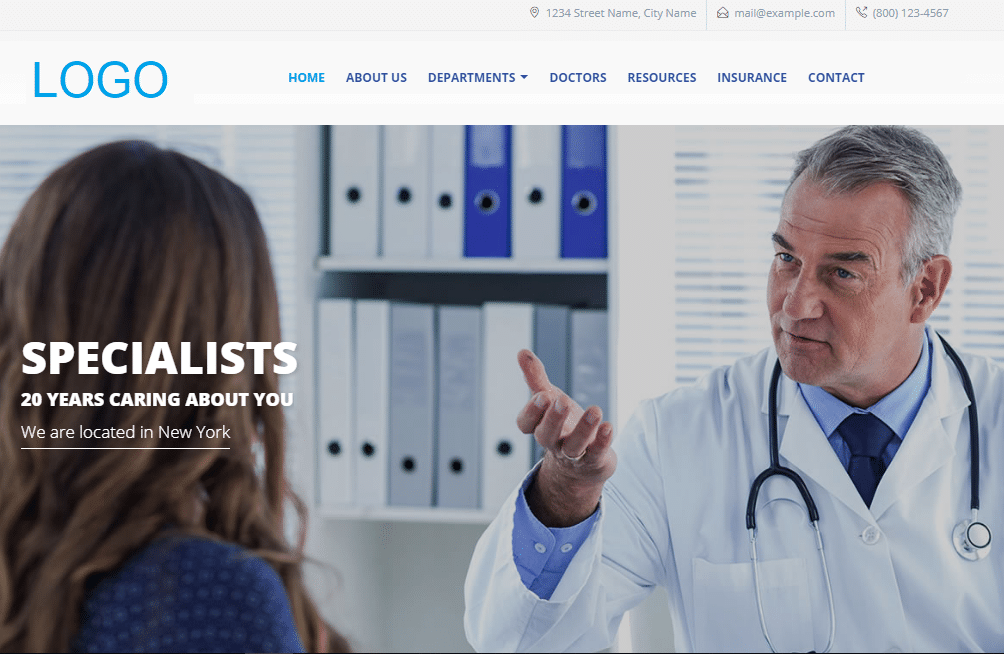 1234 Street Name, City Name mail@example.com (800) 123-4567
LOGO
HOME ABOUT US DEPARTMENTS DOCTORS RESOURCES INSURANCE CONTACT
SPECIALISTS
20 YEARS CARING ABOUT YOU
We are located in New York